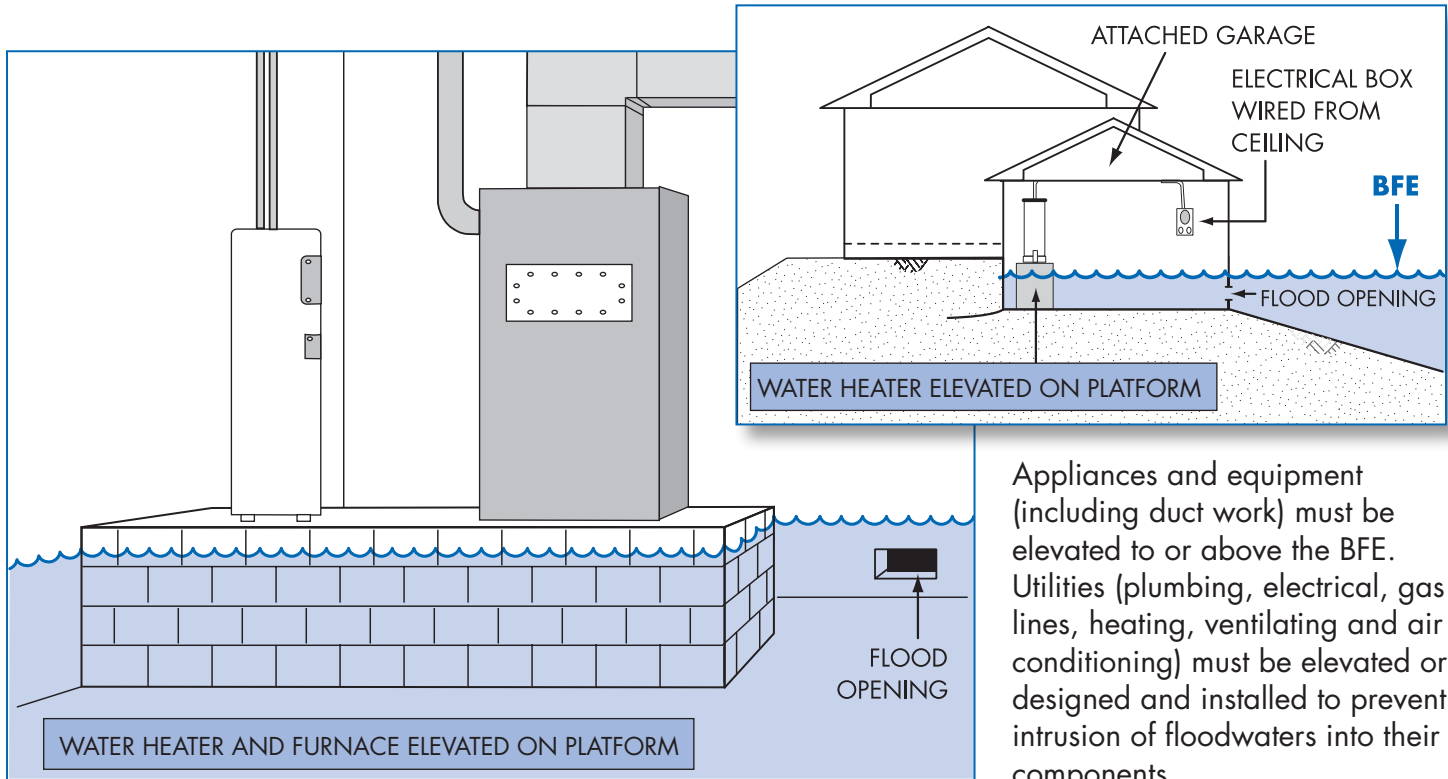 ATTACHED GARAGE
ELECTRICAL BOX
WIRED FROM
CEILING
BFE
FLOOD OPENING
WATER HEATER ELEVATED ON PLATFORM
FLOOD
OPENING
WATER HEATER AND FURNACE ELEVATED ON PLATFORM
Appliances and equipment
(including duct work) must be
elevated to or above the BFE.
Utilities (plumbing, electrical, gas
lines, heating, ventilating and air
conditioning) must be elevated or
designed and installed to prevent
intrusion of floodwaters into their
components